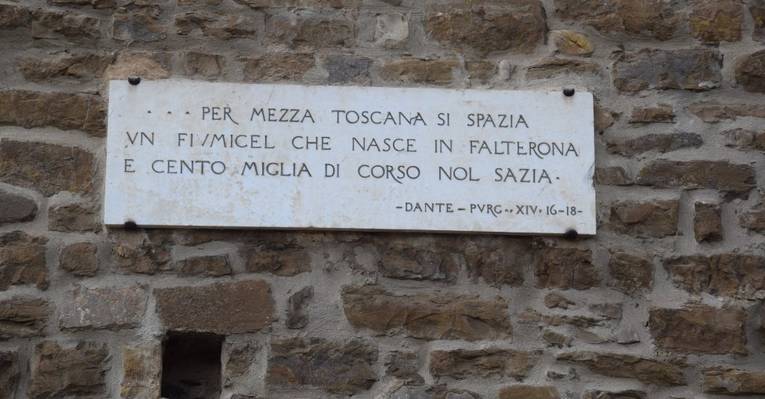 . . . PER MEZZA TOSCANA SI SPAZIA
VN FIVMICEL CHE NASCE IN FALTERONA
E CENTO MIGLIA DI CORSO NOL SAZIA.
-DANTE - PVRG.. XIV. 16-18-